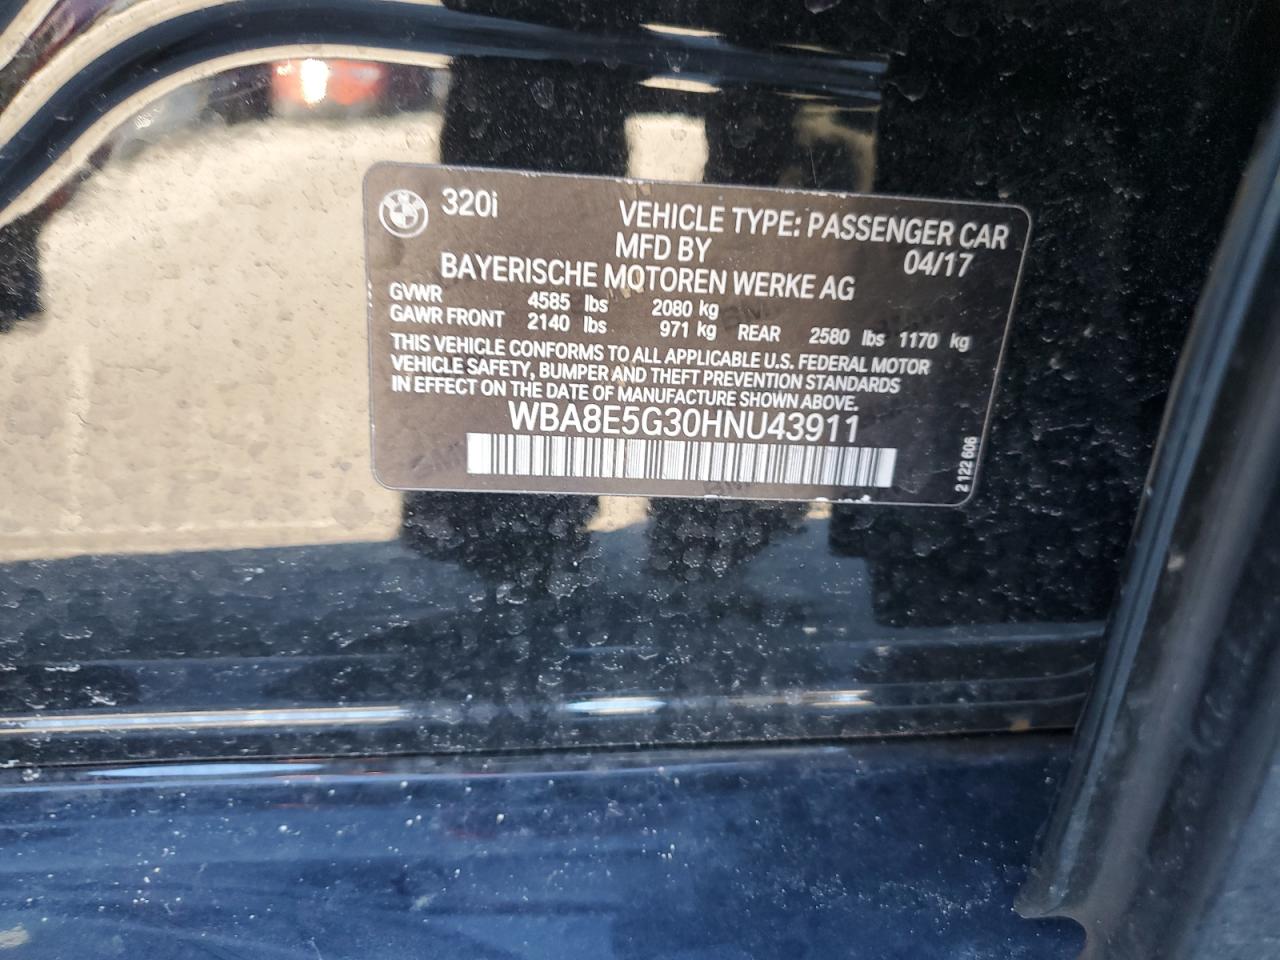 320i
VEHICLE TYPE: PASSENGER CAR
MFD BY 04/17
BAYERISCHE MOTOREN WERKE AG
GVWR 4585 lbs 2080 kg
GAWR FRONT 2140 lbs 971 kg REAR 2580 lbs 1170 kg
THIS VEHICLE CONFORMS TO ALL APPLICABLE U.S. FEDERAL MOTOR
VEHICLE SAFETY, BUMPER AND THEFT PREVENTION STANDARDS
IN EFFECT ON THE DATE OF MANUFACTURE SHOWN ABOVE.
WBA8E5G30HNU43911
2 122 606